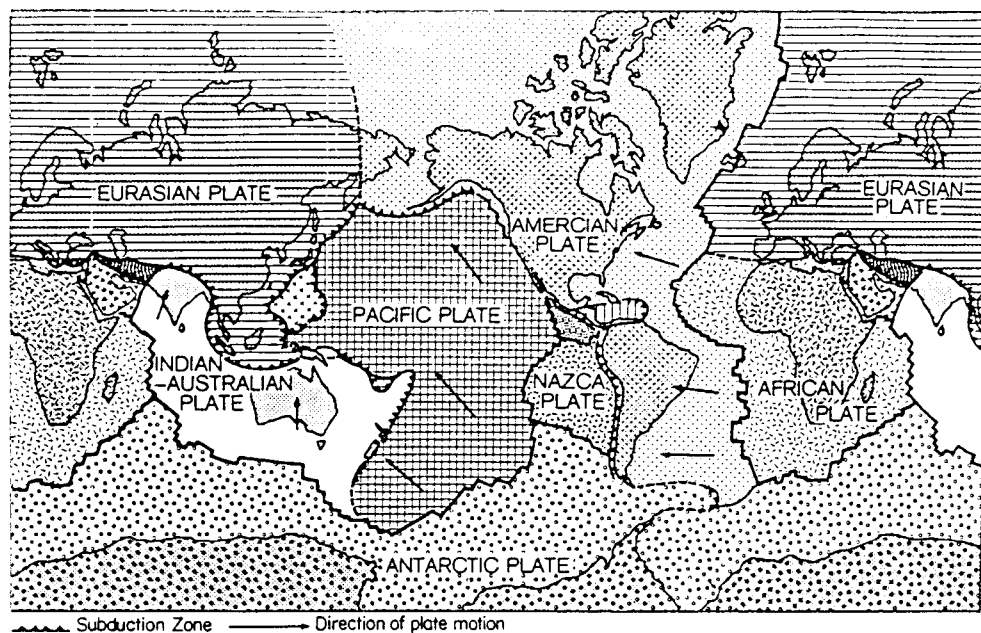 EURASIAN PLATE
EURASIAN
PLATE
AMERCIAN
PLATE
PACIFIC PLATE
INDIAN
-AUSTRALIAN
PLATE
NAZCA
PLATE
AFRICAN
PLATE
ANTARCTIC PLATE
Subduction Zone
Direction of plate motion